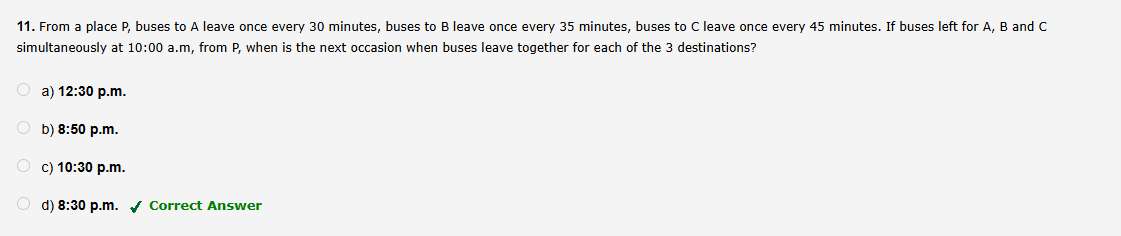 11. From a place P, buses to A leave once every 30 minutes, buses to B leave once every 35 minutes, buses to C leave once every 45 minutes. If buses left for A, B and C
simultaneously at 10:00 a.m, from P, when is the next occasion when buses leave together for each of the 3 destinations?
a) 12:30 p.m.
b) 8:50 p.m.
c) 10:30 p.m.
d) 8:30 p.m. ✓ Correct Answer